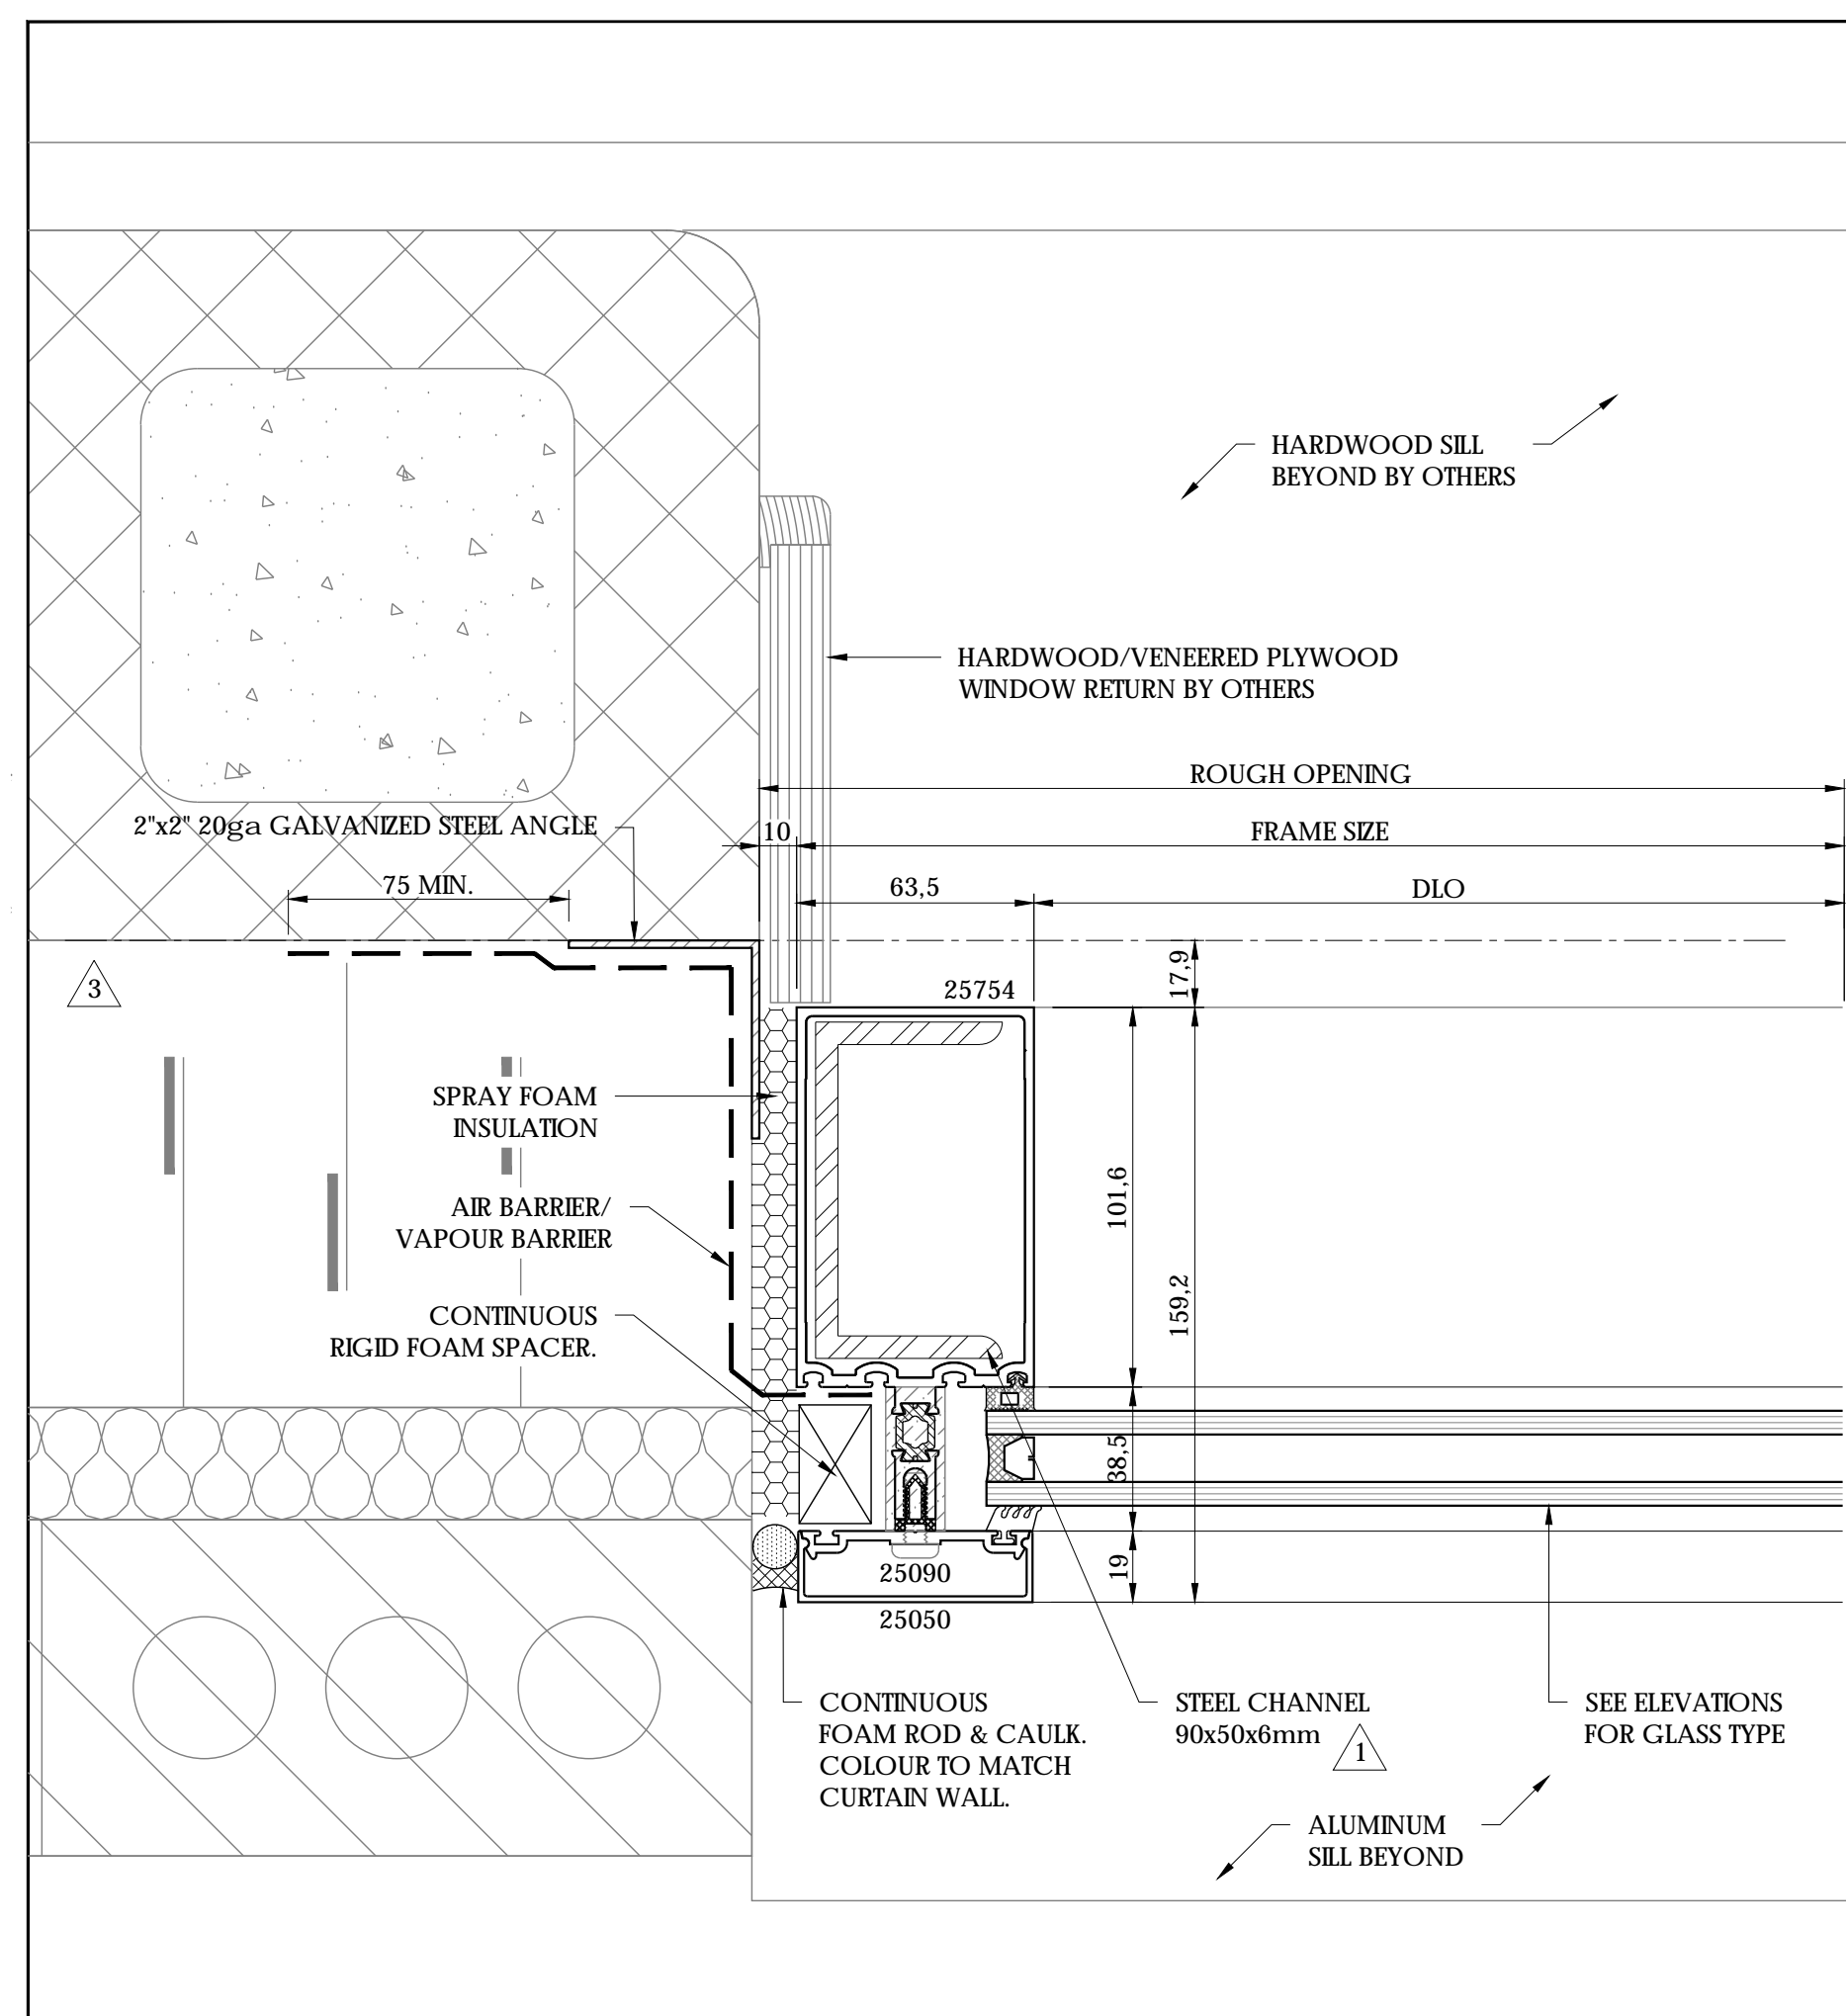 HARDWOOD SILL
BEYOND BY OTHERS
HARDWOOD/VENEERED PLYWOOD
WINDOW RETURN BY OTHERS
ROUGH OPENING
2"x2" 20ga GALVANIZED STEEL ANGLE
10
FRAME SIZE
75 MIN.
63,5
DLO
17,9
3
25754
SPRAY FOAM
INSULATION
101,6
AIR BARRIER/
VAPOUR BARRIER
159,2
CONTINUOUS
RIGID FOAM SPACER.
38,5
19
25090
25050
CONTINUOUS
FOAM ROD & CAULK.
COLOUR TO MATCH
CURTAIN WALL.
STEEL CHANNEL
90x50x6mm
1
SEE ELEVATIONS
FOR GLASS TYPE
ALUMINUM
SILL BEYOND